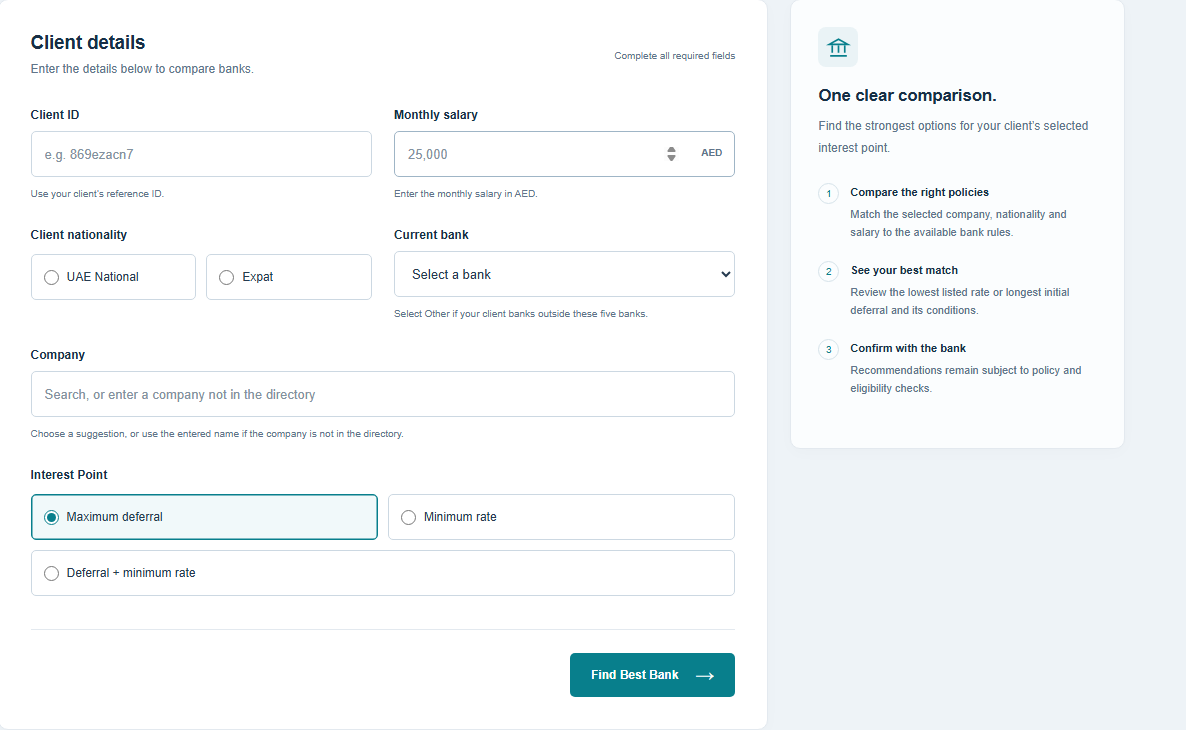 Client details
Enter the details below to compare banks.
Complete all required fields
Client ID
e.g. 869ezacn7
Use your client's reference ID.
Monthly salary
25,000
AED
Enter the monthly salary in AED.
Client nationality
UAE National
Expat
Current bank
Select a bank
Select Other if your client banks outside these five banks.
Company
Search, or enter a company not in the directory
Choose a suggestion, or use the entered name if the company is not in the directory.
Interest Point
Maximum deferral
Minimum rate
Deferral + minimum rate
Find Best Bank →
One clear comparison.
Find the strongest options for your client's selected
interest point.
1
Compare the right policies
Match the selected company, nationality and
salary to the available bank rules.
2
See your best match
Review the lowest listed rate or longest initial
deferral and its conditions.
3
Confirm with the bank
Recommendations remain subject to policy and
eligibility checks.